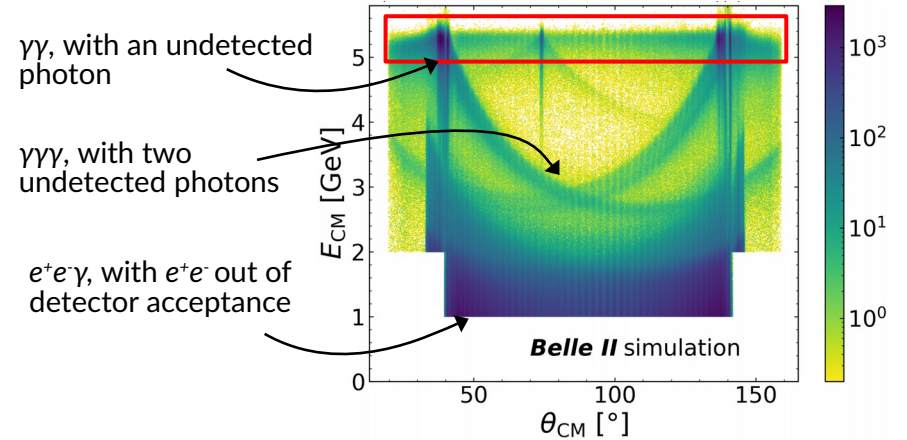 γγ, with an undetected
photon
γγγ, with two
undetected photons
e⁺e⁻γ, with e⁺e⁻ out of
detector acceptance
E_CM [GeV]
5
4
3
2
1
0
Belle II simulation
50 100 150
θ_CM [°]
10³
10²
10¹
10⁰